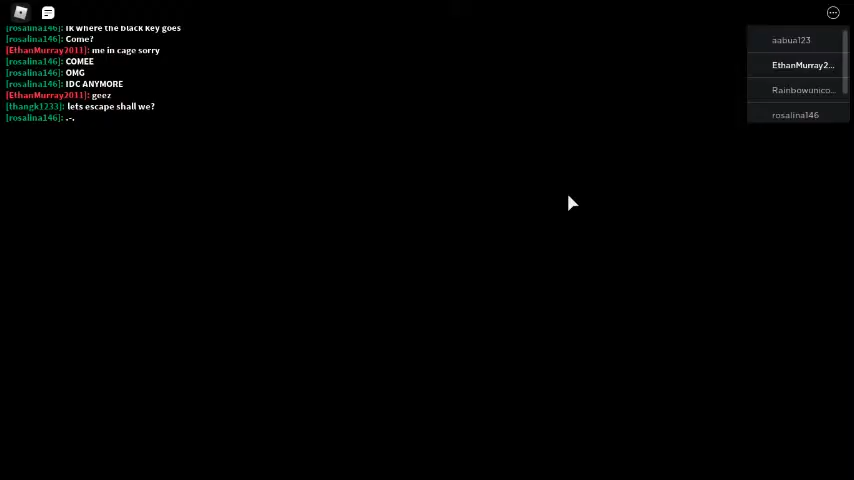 [rosalina146]: ik where the black key goes
[rosalina146]: Come?
[EthanMurray2011]: me in cage sorry
[rosalina146]: COMEE
[rosalina146]: OMG
[rosalina146]: IDC ANYMORE
[EthanMurray2011]: geez
[thangk1233]: lets escape shall we?
[rosalina146]: .-.
aabua123
EthanMurray2...
Rainbowunico...
rosalina146